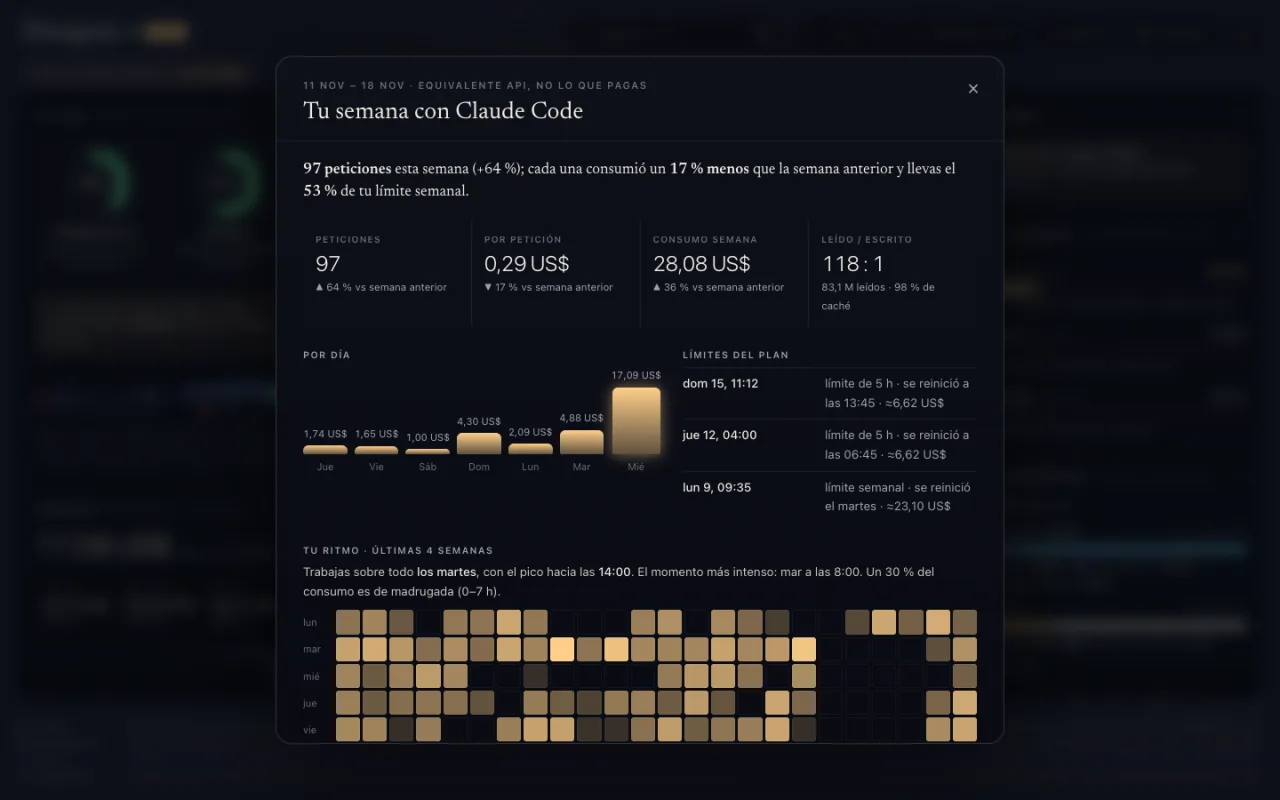 11 NOV – 18 NOV · EQUIVALENTE API, NO LO QUE PAGAS
Tu semana con Claude Code
×
97 peticiones esta semana (+64 %); cada una consumió un 17 % menos que la semana anterior y llevas el
53 % de tu límite semanal.
PETICIONES
97
▲ 64 % vs semana anterior
POR PETICIÓN
0,29 US$
▼ 17 % vs semana anterior
CONSUMO SEMANA
28,08 US$
▲ 36 % vs semana anterior
LEÍDO / ESCRITO
118 : 1
83,1 M leídos · 98 % de
caché
POR DÍA
1,74 US$ 1,65 US$ 1,00 US$ 4,30 US$ 2,09 US$ 4,88 US$ 17,09 US$
Jue Vie Sáb Dom Lun Mar Mié
LÍMITES DEL PLAN
dom 15, 11:12
límite de 5 h · se reinició a
las 13:45 · ≈6,62 US$
jue 12, 04:00
límite de 5 h · se reinició a
las 06:45 · ≈6,62 US$
lun 9, 09:35
límite semanal · se reinició
el martes · ≈23,10 US$
TU RITMO · ÚLTIMAS 4 SEMANAS
Trabajas sobre todo los martes, con el pico hacia las 14:00. El momento más intenso: mar a las 8:00. Un 30 % del
consumo es de madrugada (0–7 h).
lun
mar
mié
jue
vie